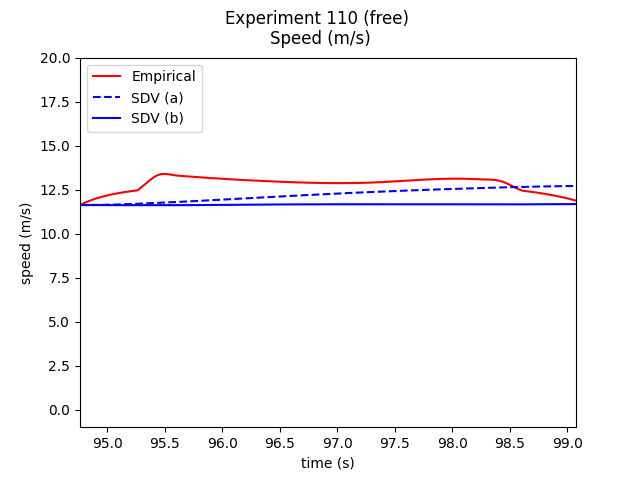 Experiment 110 (free)
Speed (m/s)
Empirical
SDV (a)
SDV (b)
speed (m/s)
20.0
17.5
15.0
12.5
10.0
7.5
5.0
2.5
0.0
95.0 95.5 96.0 96.5 97.0 97.5 98.0 98.5 99.0
time (s)